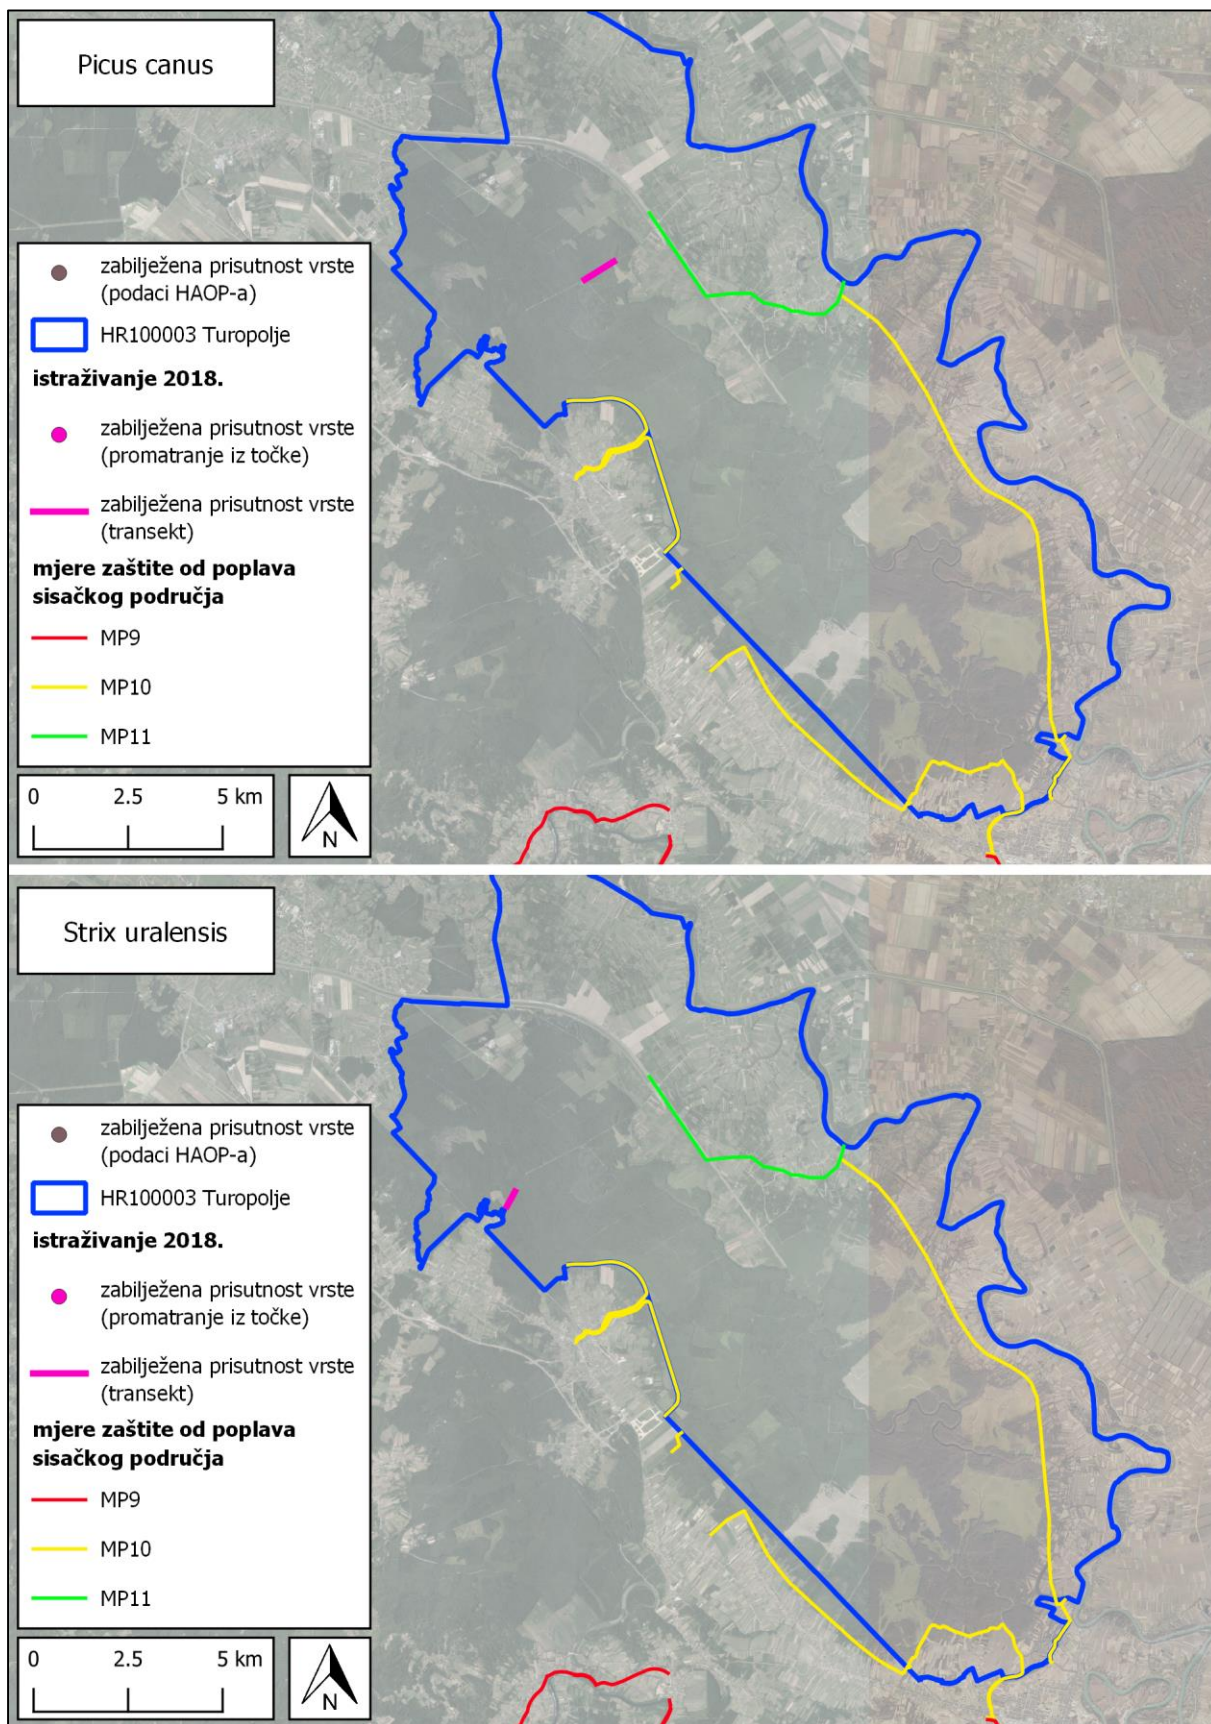 Picus canus
zabilježena prisutnost vrste
(podaci HAOP-a)
HR100003 Turopolje
istraživanje 2018.
zabilježena prisutnost vrste
(promatranje iz točke)
zabilježena prisutnost vrste
(transekt)
mjere zaštite od poplava
sisačkog područja
MP9
MP10
MP11
0 2.5 5 km
N
Strix uralensis
zabilježena prisutnost vrste
(podaci HAOP-a)
HR100003 Turopolje
istraživanje 2018.
zabilježena prisutnost vrste
(promatranje iz točke)
zabilježena prisutnost vrste
(transekt)
mjere zaštite od poplava
sisačkog područja
MP9
MP10
MP11
0 2.5 5 km
N